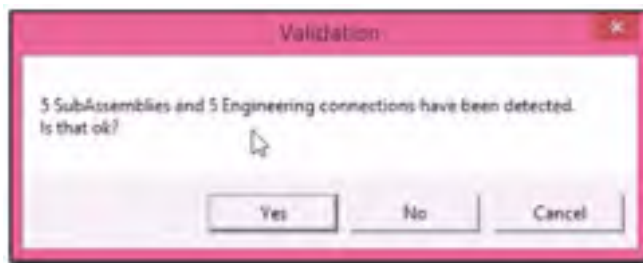 Validation
5 SubAssemblies and 5 Engineering connections have been detected.
Is that ok?
Yes
No
Cancel